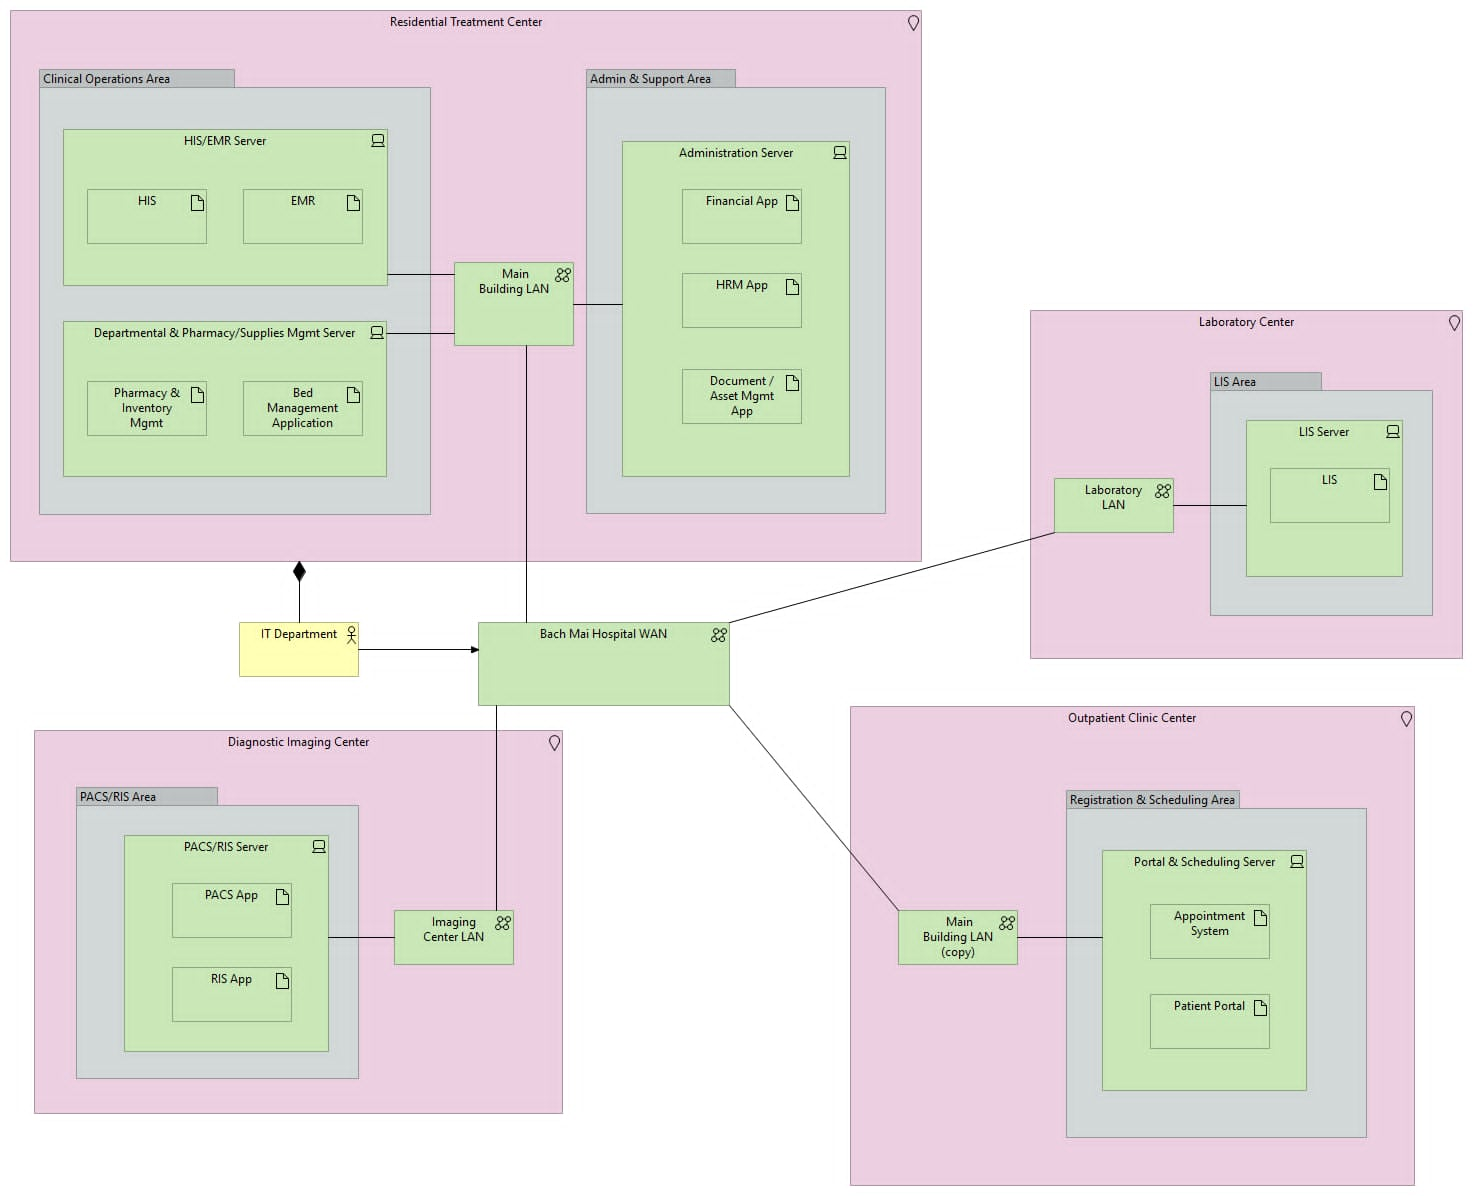 Residential Treatment Center
Clinical Operations Area
HIS/EMR Server
HIS
EMR
Departmental & Pharmacy/Supplies Mgmt Server
Pharmacy &
Inventory
Mgmt
Bed
Management
Application
Main
Building LAN
Admin & Support Area
Administration Server
Financial App
HRM App
Document /
Asset Mgmt
App
Laboratory Center
LIS Area
LIS Server
LIS
Laboratory
LAN
IT Department
Bach Mai Hospital WAN
Diagnostic Imaging Center
PACS/RIS Area
PACS/RIS Server
PACS App
RIS App
Imaging
Center LAN
Outpatient Clinic Center
Registration & Scheduling Area
Portal & Scheduling Server
Appointment
System
Patient Portal
Main
Building LAN
(copy)